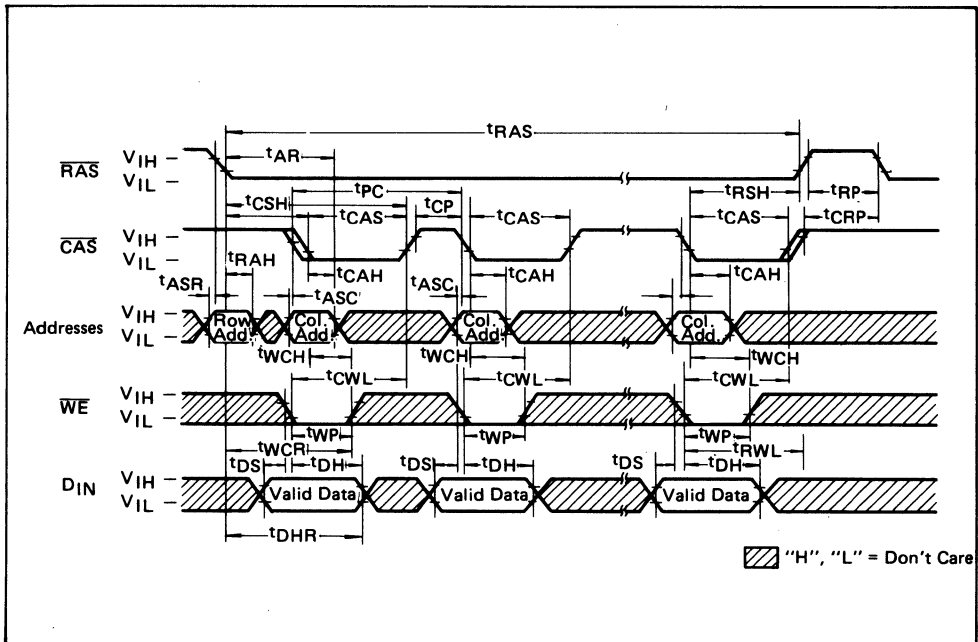 tRAS
RAS VIH – tAR
VIL –
tPC tRSH tRP
tCSH tCAS tCP tCAS tCAS tCRP
CAS VIH –
VIL –
tRAH tCAH tCAH tCAH
tASR tASC tASC
Addresses VIH – Row Add. Col. Add. Col. Add. Col. Add.
VIL –
tWCH tWCH tWCH
tCWL tCWL tCWL
WE VIH –
VIL –
tWP tWP tWP
tWCR tRWL
tDS tDH tDS tDH tDS tDH
DIN VIH – Valid Data Valid Data Valid Data
VIL –
tDHR
"H", "L" = Don't Care